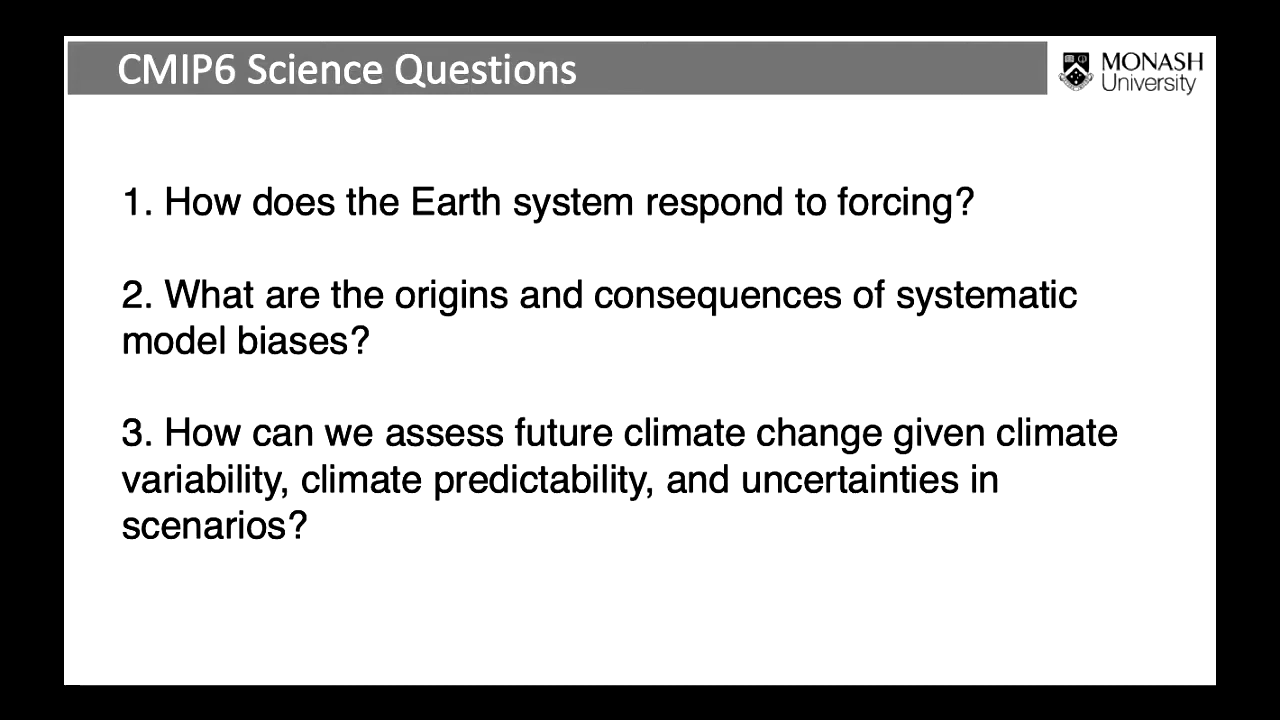 CMIP6 Science Questions
MONASH
University
1. How does the Earth system respond to forcing?
2. What are the origins and consequences of systematic
model biases?
3. How can we assess future climate change given climate
variability, climate predictability, and uncertainties in
scenarios?